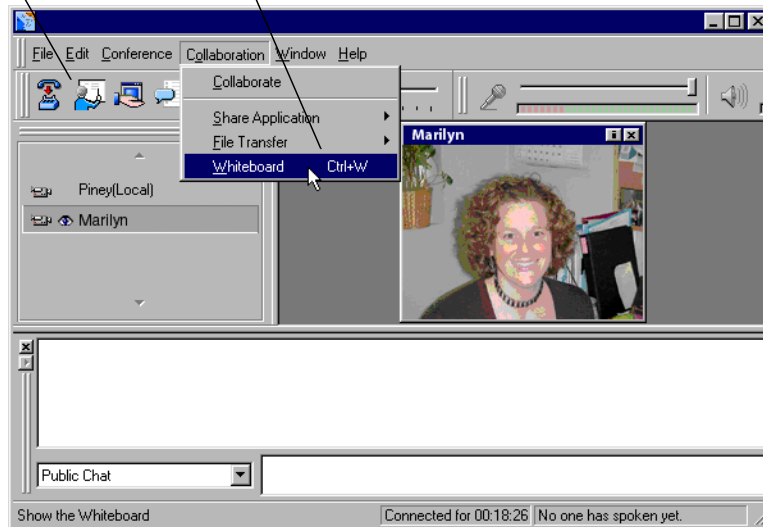 File Edit Conference Collaboration Window Help
Collaborate
Share Application
File Transfer
Whiteboard Ctrl+W
Marilyn
Piney(Local)
Marilyn
Public Chat
Show the Whiteboard Connected for 00:18:26 No one has spoken yet.